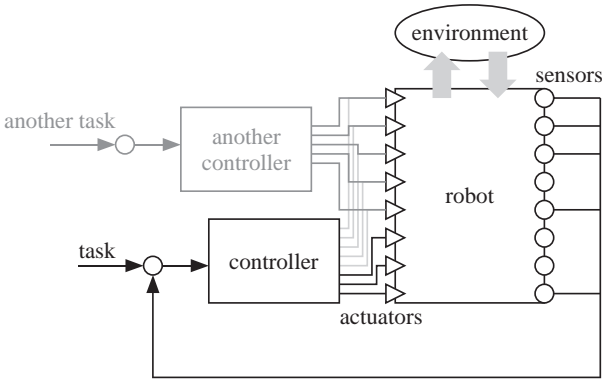 environment
sensors
another task
another
controller
robot
task
controller
actuators